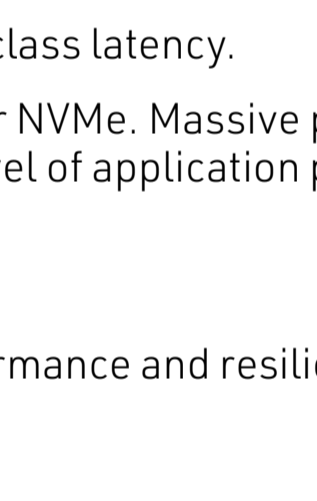 class latency.
r NVMe. Massive
el of application
rmance and resili